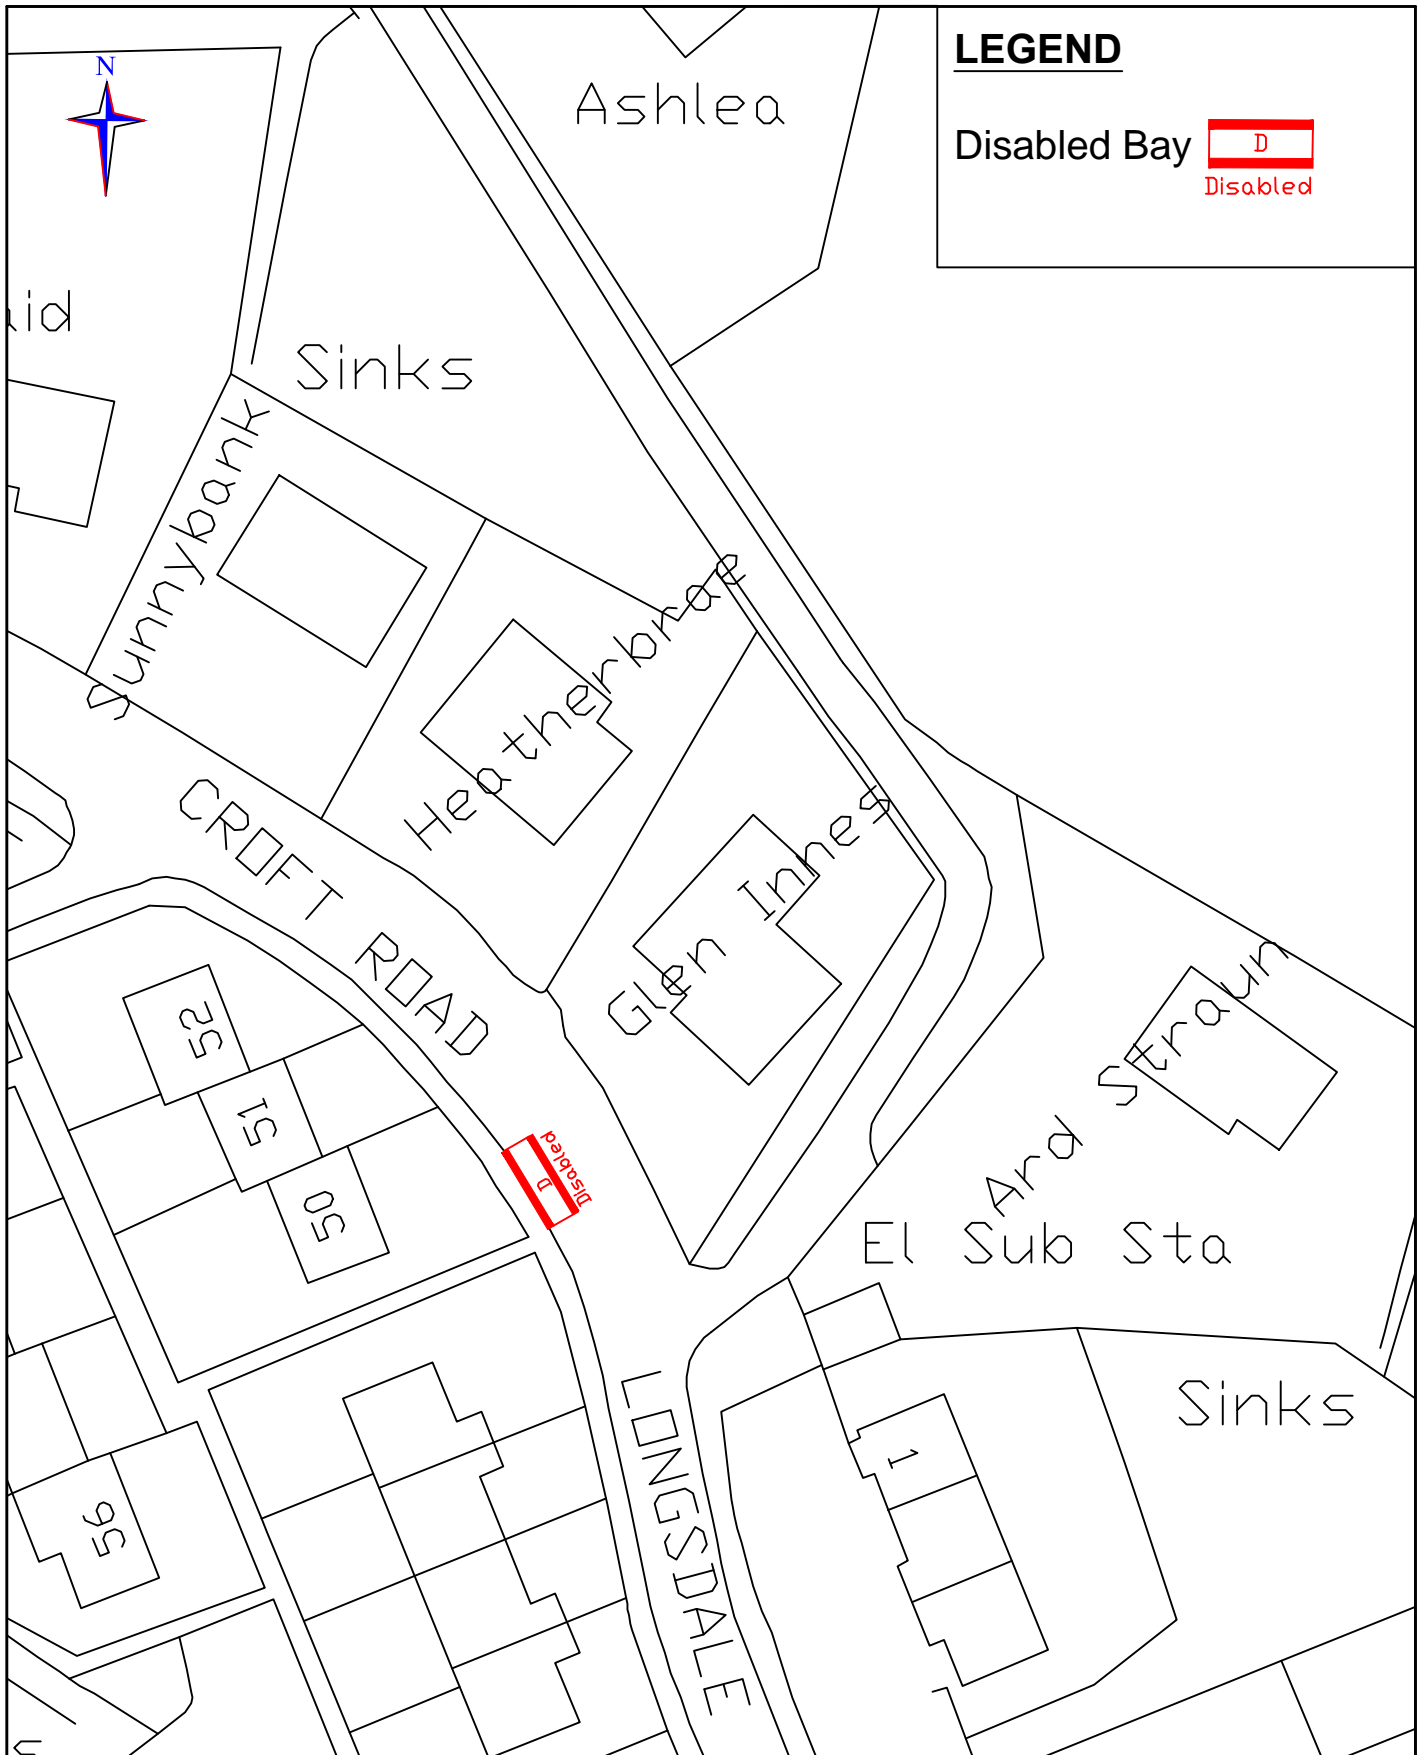 LEGEND
N
Ashlea
Disabled Bay
D
Disabled
Sinks
Sunnybank
Heatherbrae
CROFT ROAD
Glen Innes
52
51
50
D
Disabled
Ard Straun
El Sub Sta
Sinks
LONGSDALE
1
56